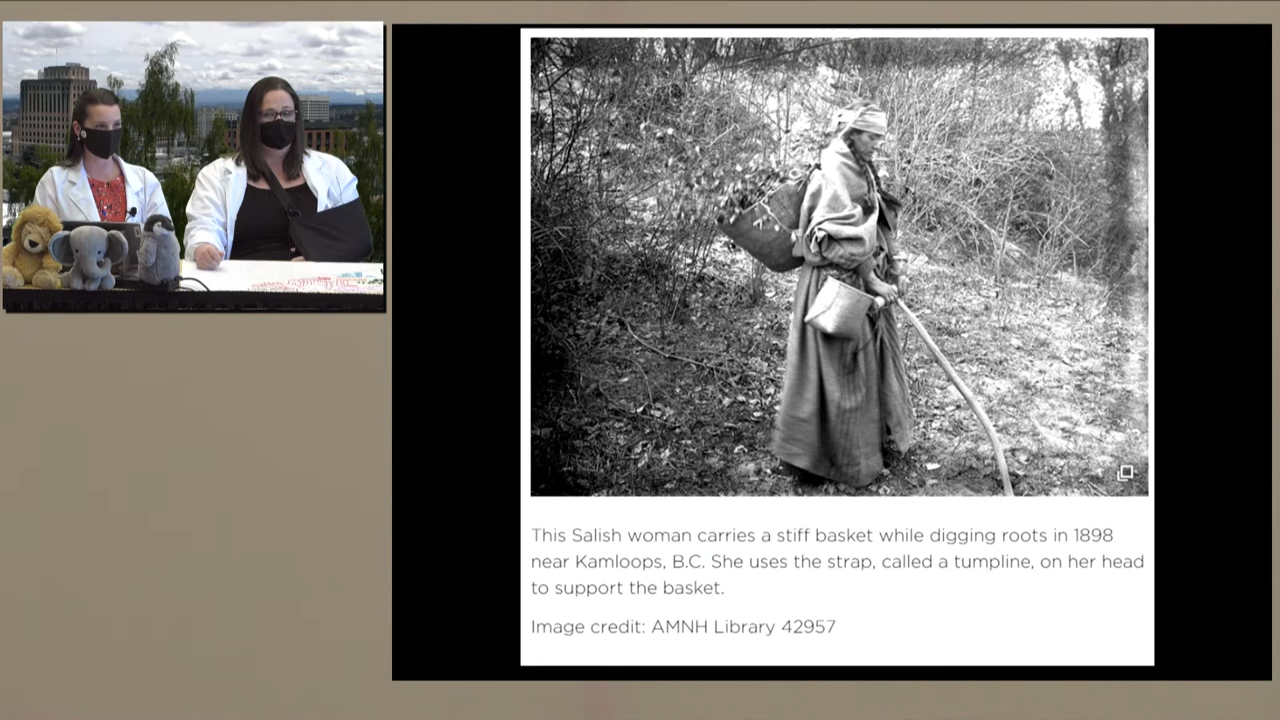 This Salish woman carries a stiff basket while digging roots in 1898
near Kamloops, B.C. She uses the strap, called a tumpline, on her head
to support the basket.
Image credit: AMNH Library 42957